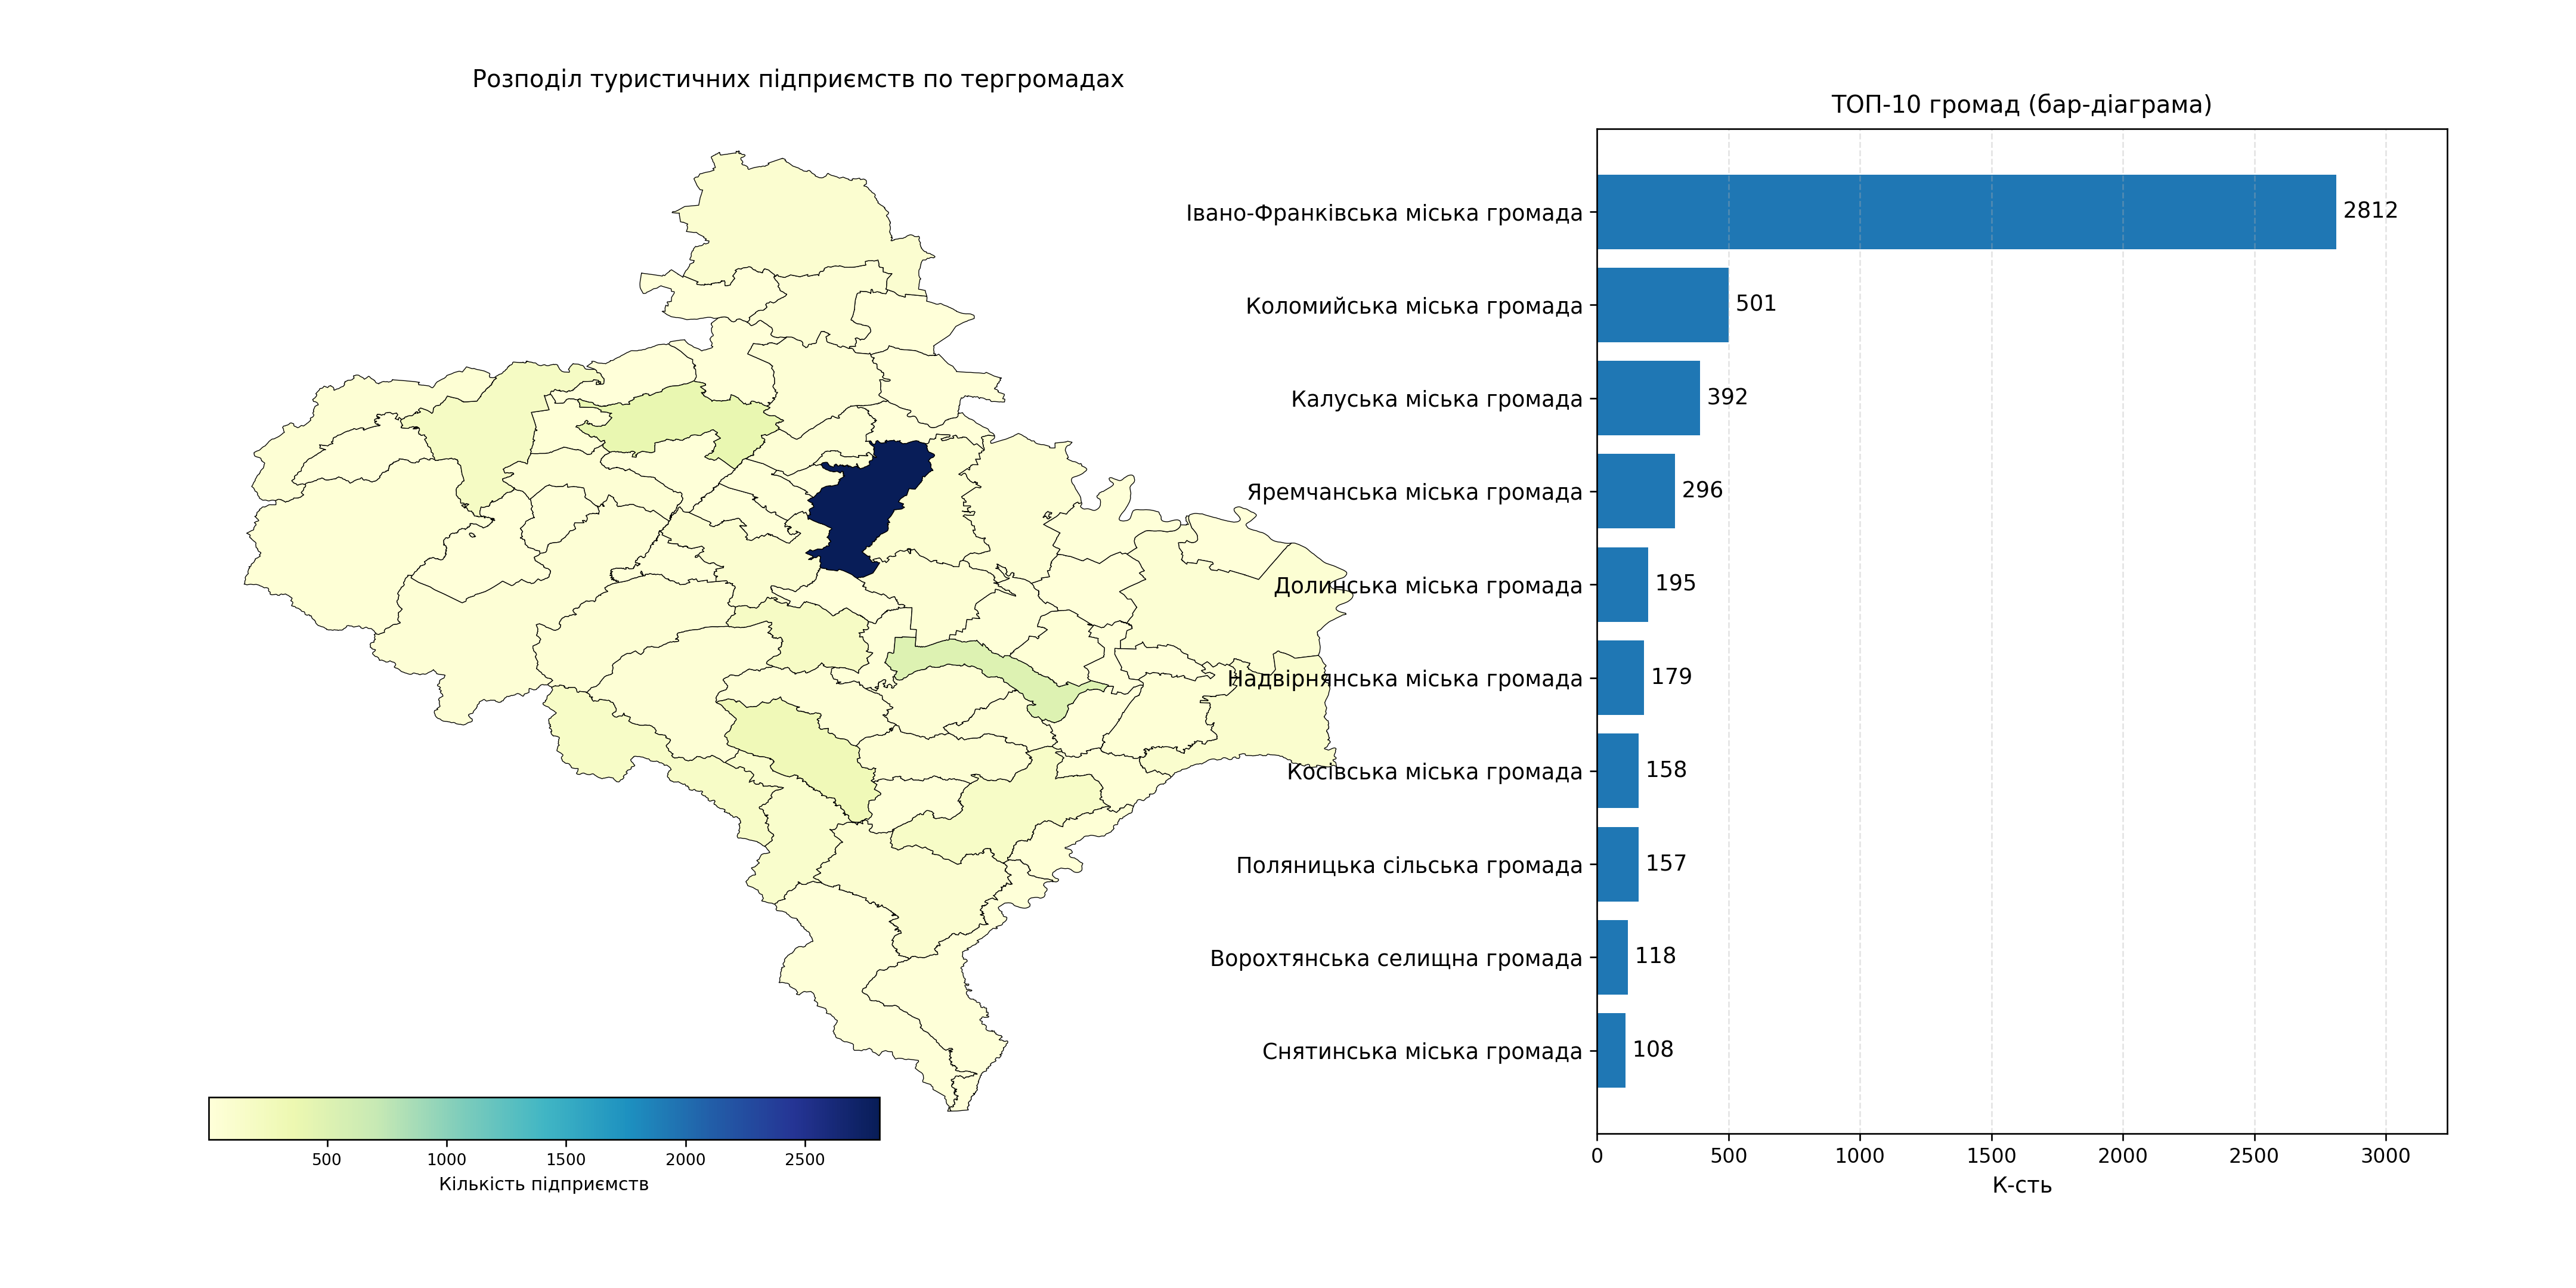 Розподіл туристичних підприємств по тергромадах
500 1000 1500 2000 2500
Кількість підприємств
ТОП-10 громад (бар-діаграма)
Івано-Франківська міська громада 2812
Коломийська міська громада 501
Калуська міська громада 392
Яремчанська міська громада 296
Долинська міська громада 195
Надвірнянська міська громада 179
Косівська міська громада 158
Поляницька сільська громада 157
Ворохтянська селищна громада 118
Снятинська міська громада 108
0 500 1000 1500 2000 2500 3000
К-сть